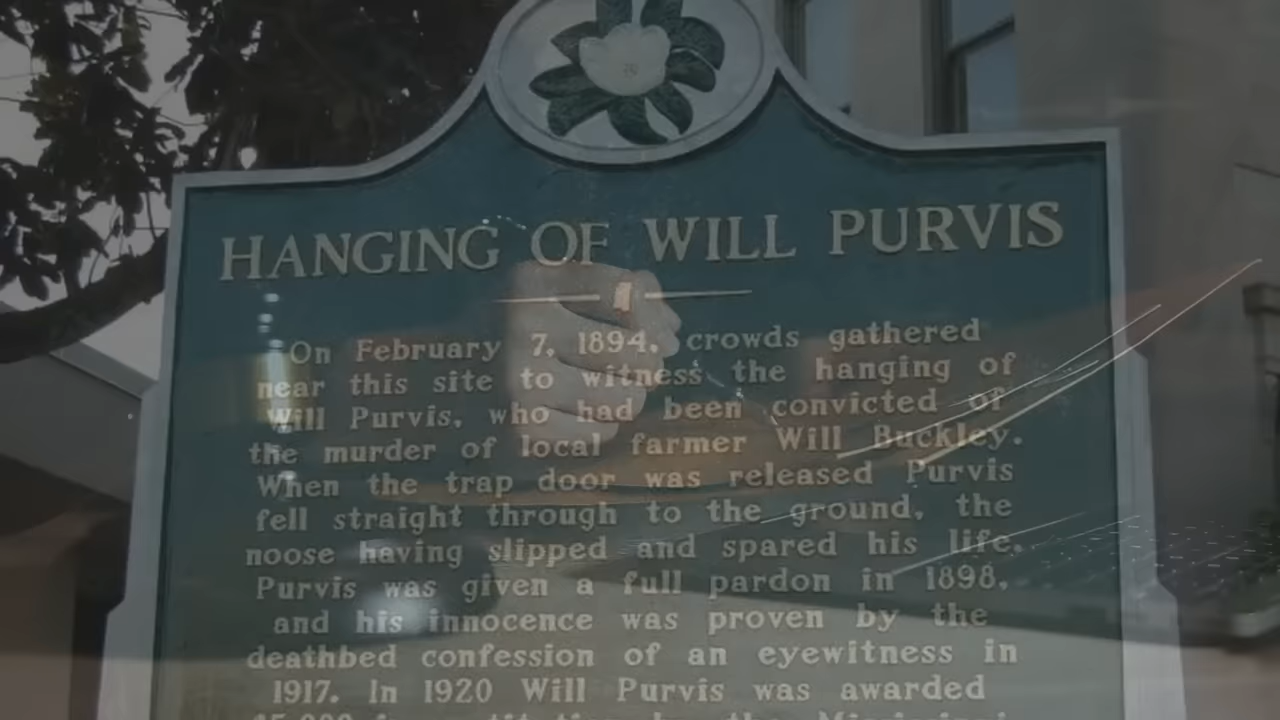 HANGING OF WILL PURVIS
On February 7, 1894, crowds gathered
near this site to witness the hanging of
Will Purvis, who had been convicted of
the murder of local farmer Will Buckley.
When the trap door was released Purvis
fell straight through to the ground, the
noose having slipped and spared his life.
Purvis was given a full pardon in 1898,
and his innocence was proven by the
deathbed confession of an eyewitness in
1917. In 1920 Will Purvis was awarded